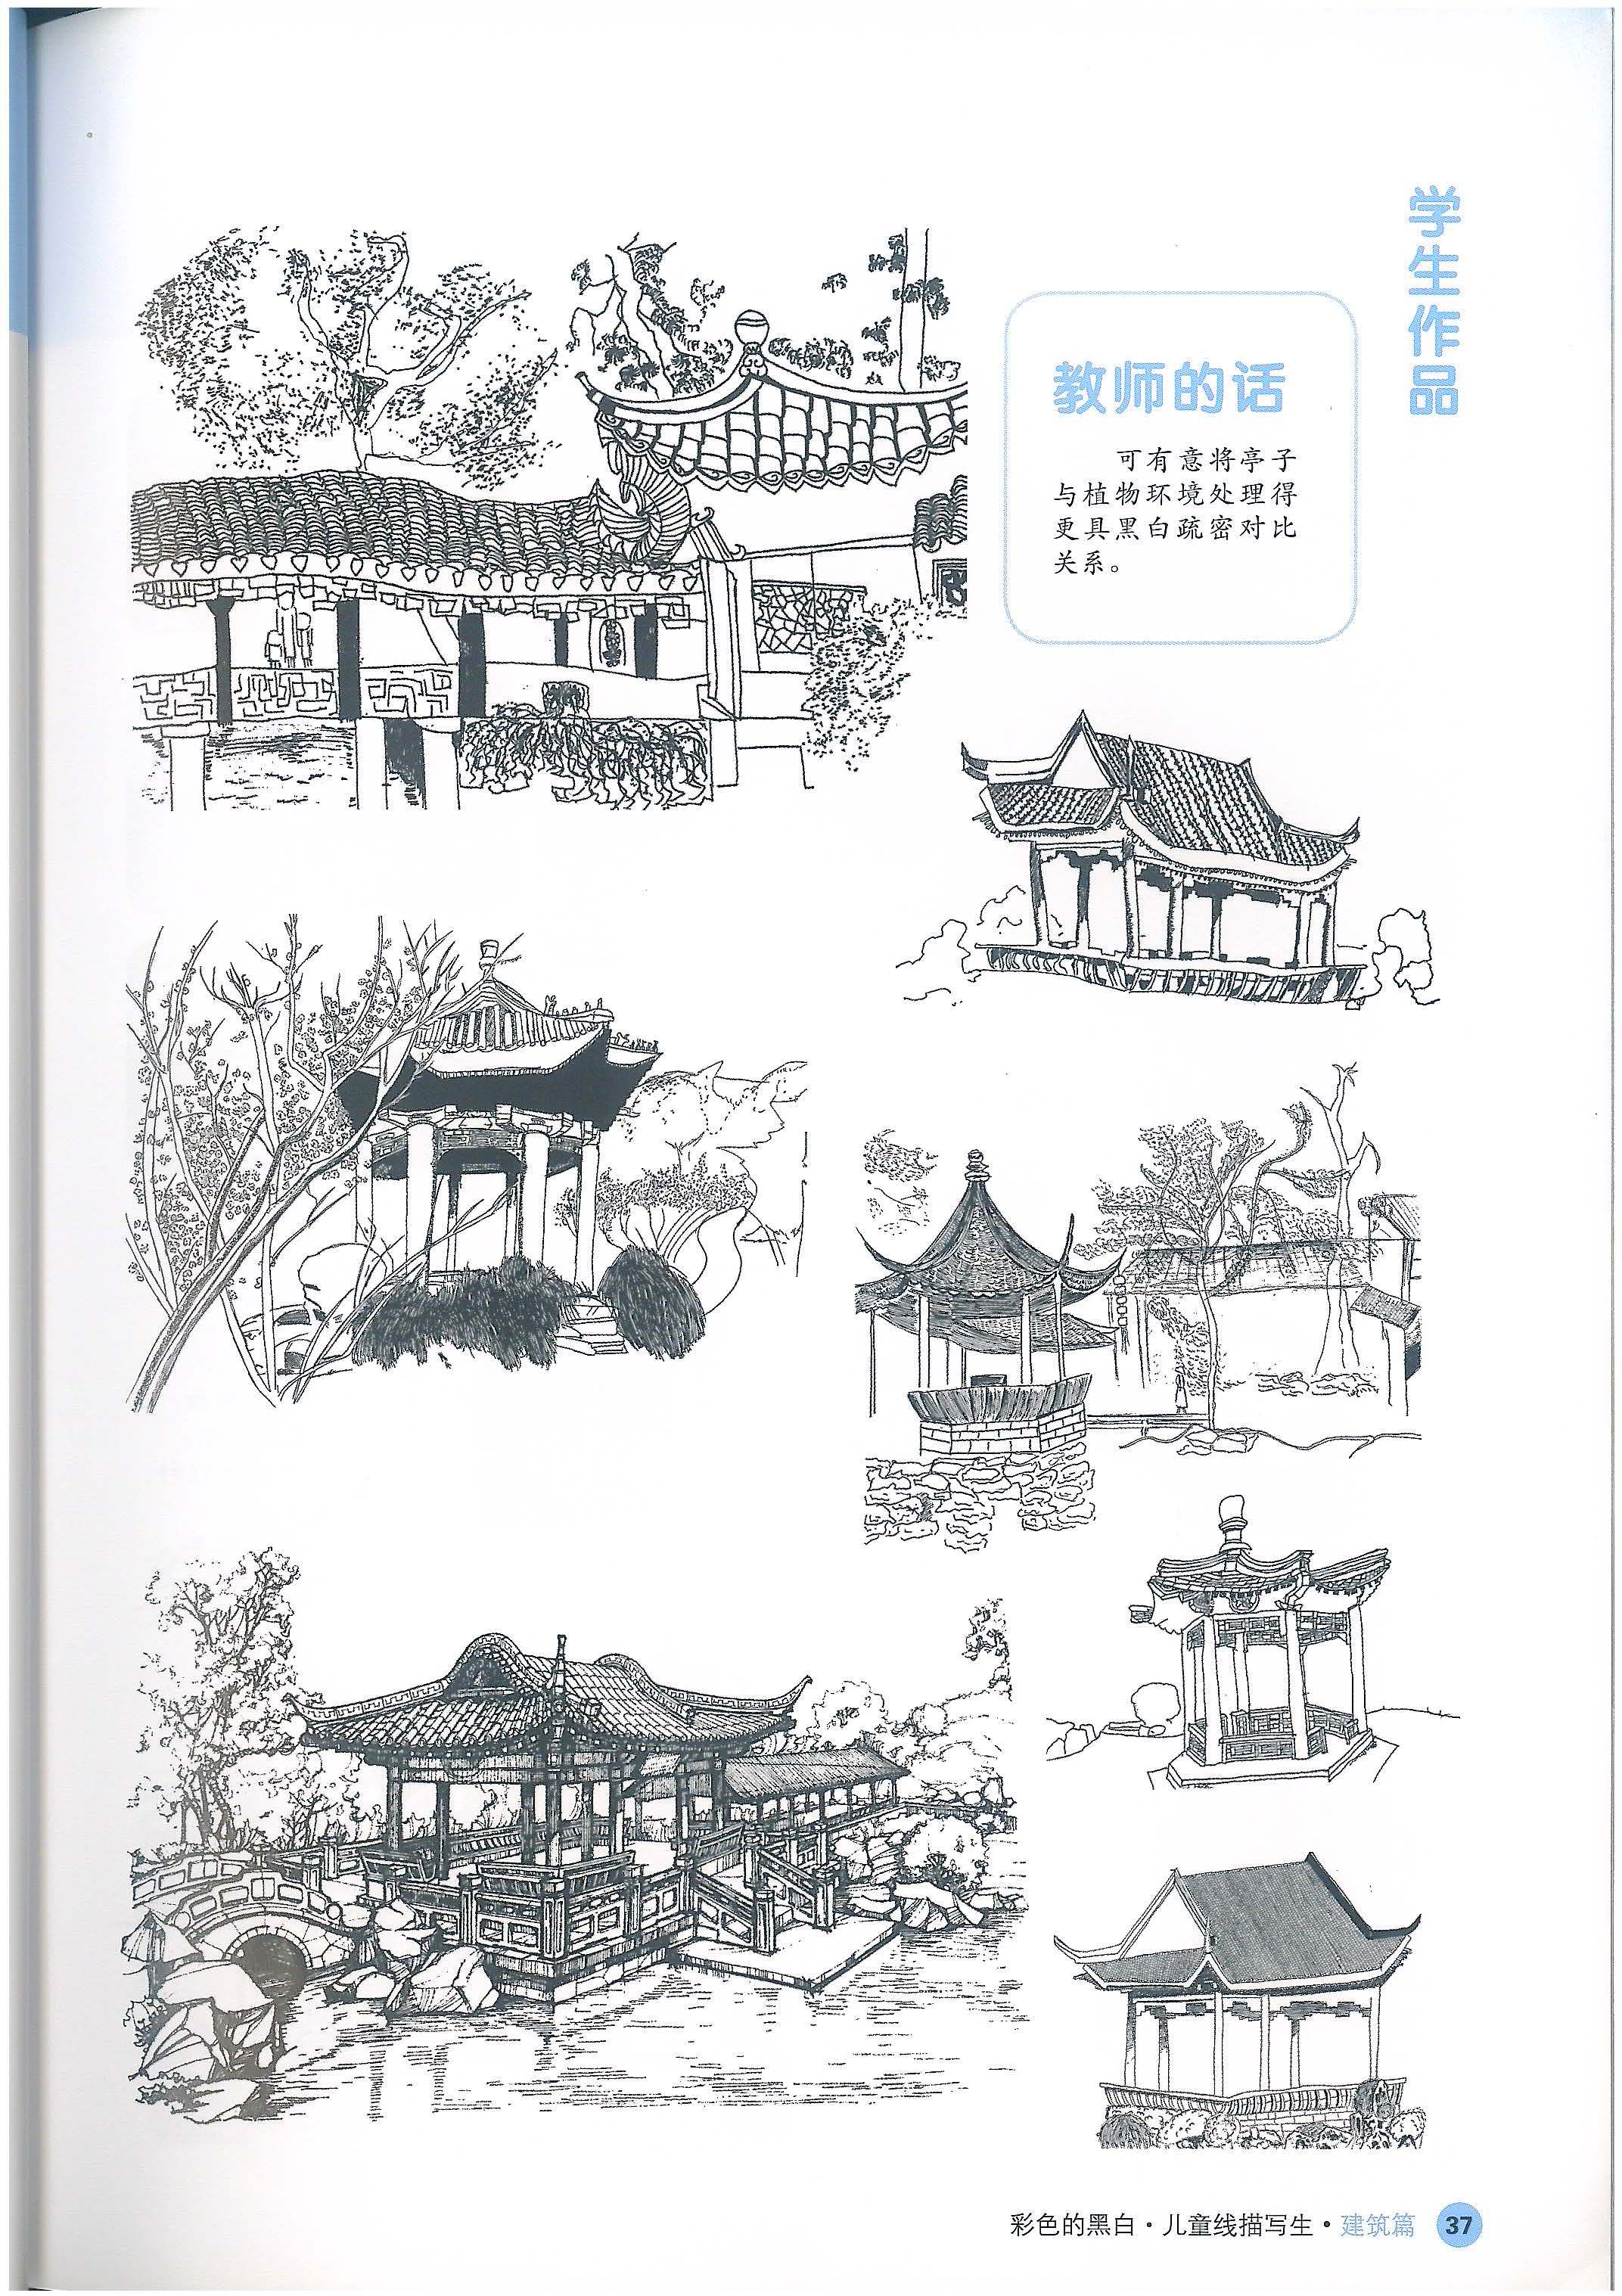 学生作品
教师的话
可有意将亭子
与植物环境处理得
更具黑白疏密对比
关系。
彩色的黑白·儿童线描写生·建筑篇 37